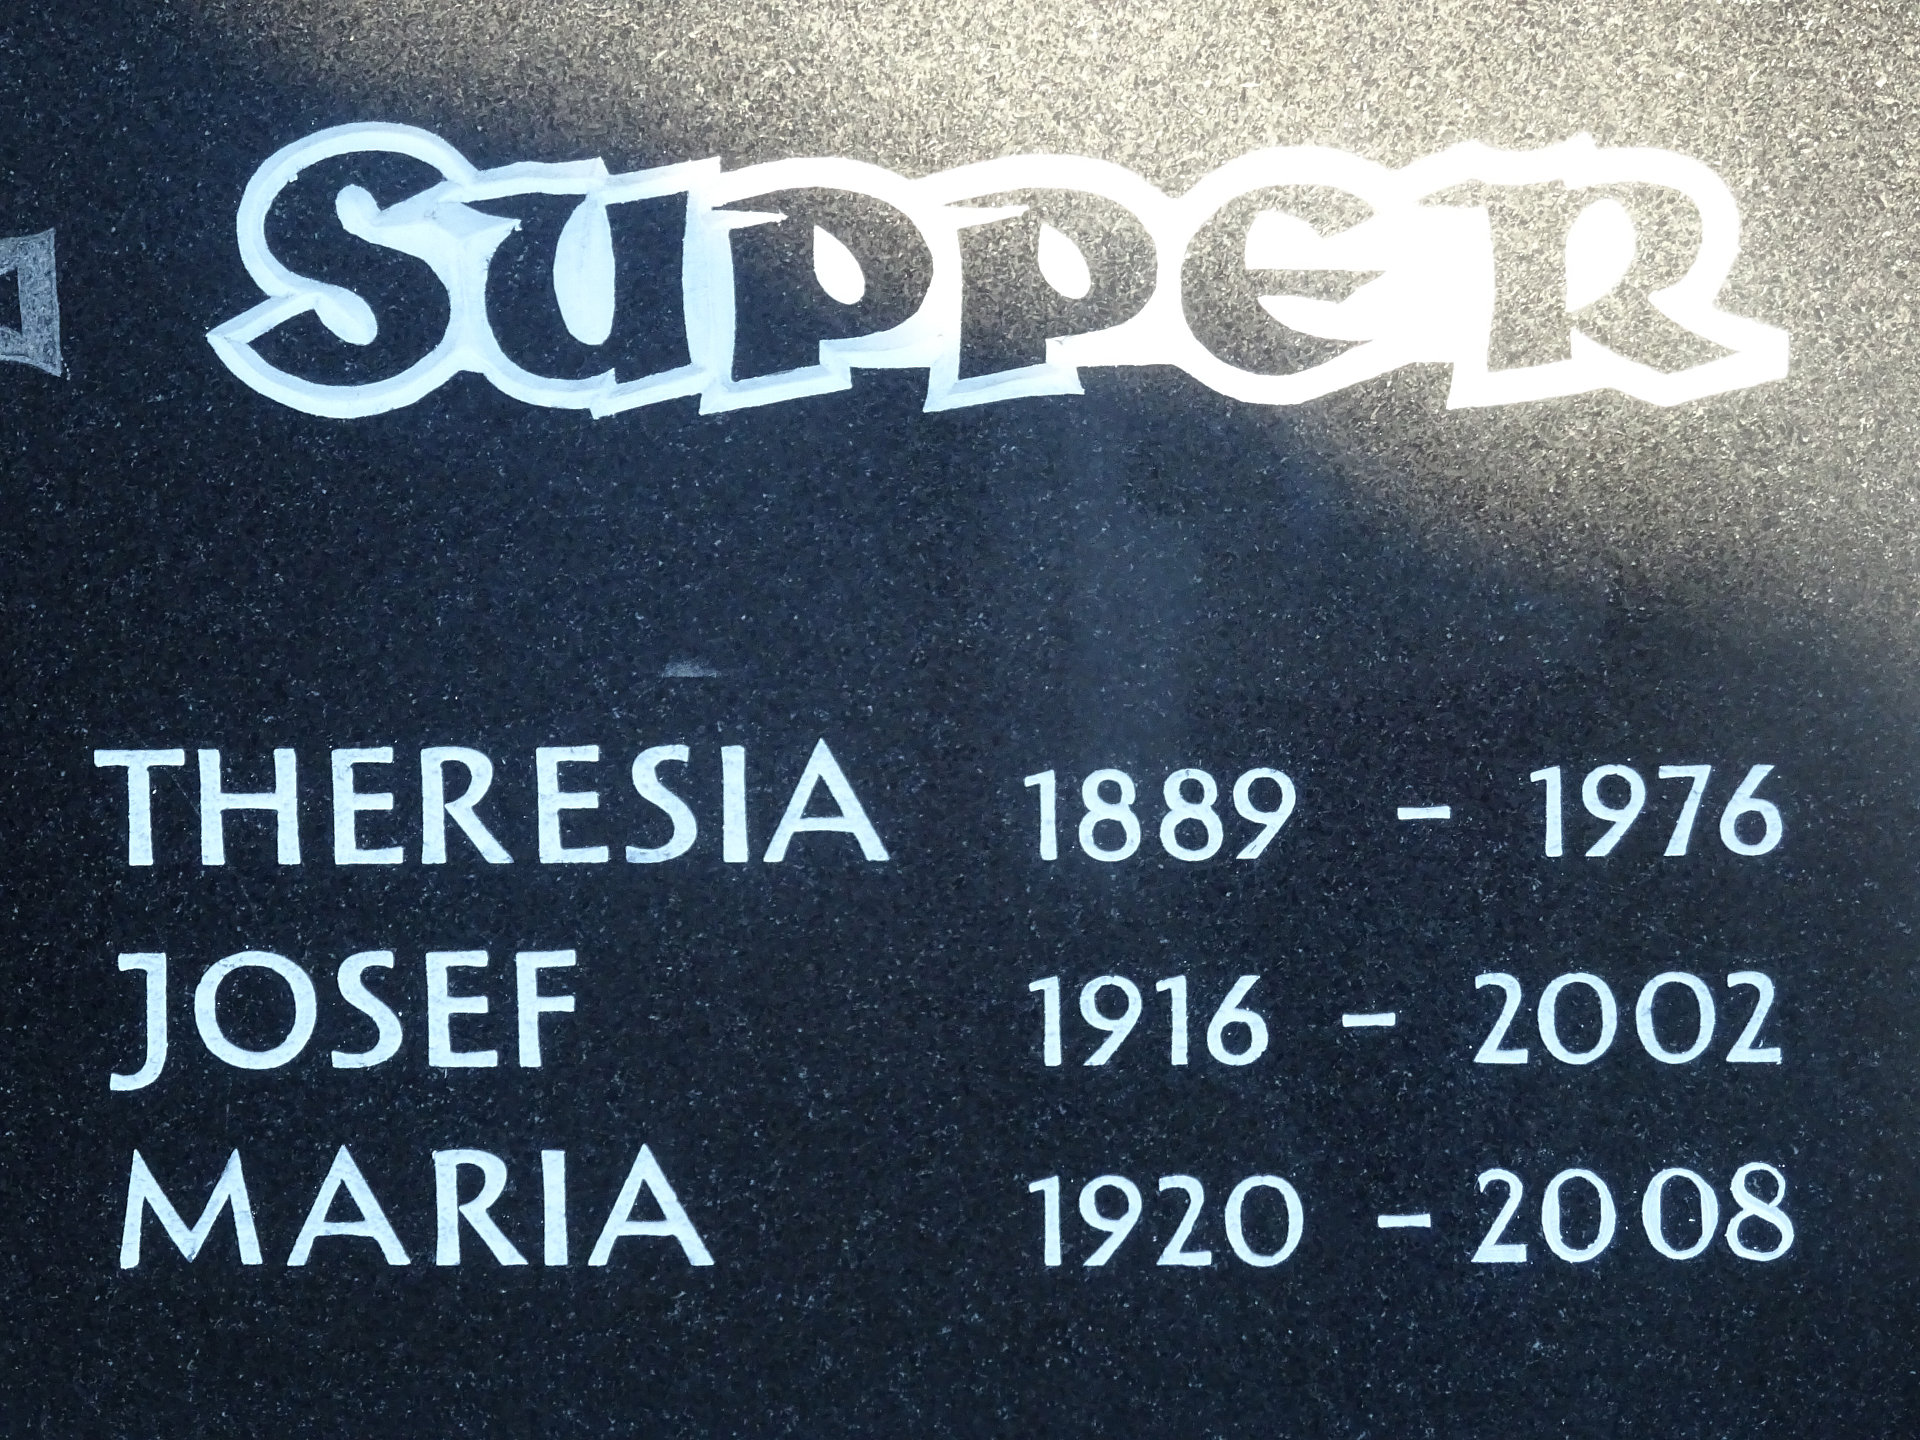 SUPPER
THERESIA 1889 - 1976
JOSEF 1916 - 2002
MARIA 1920 - 2008